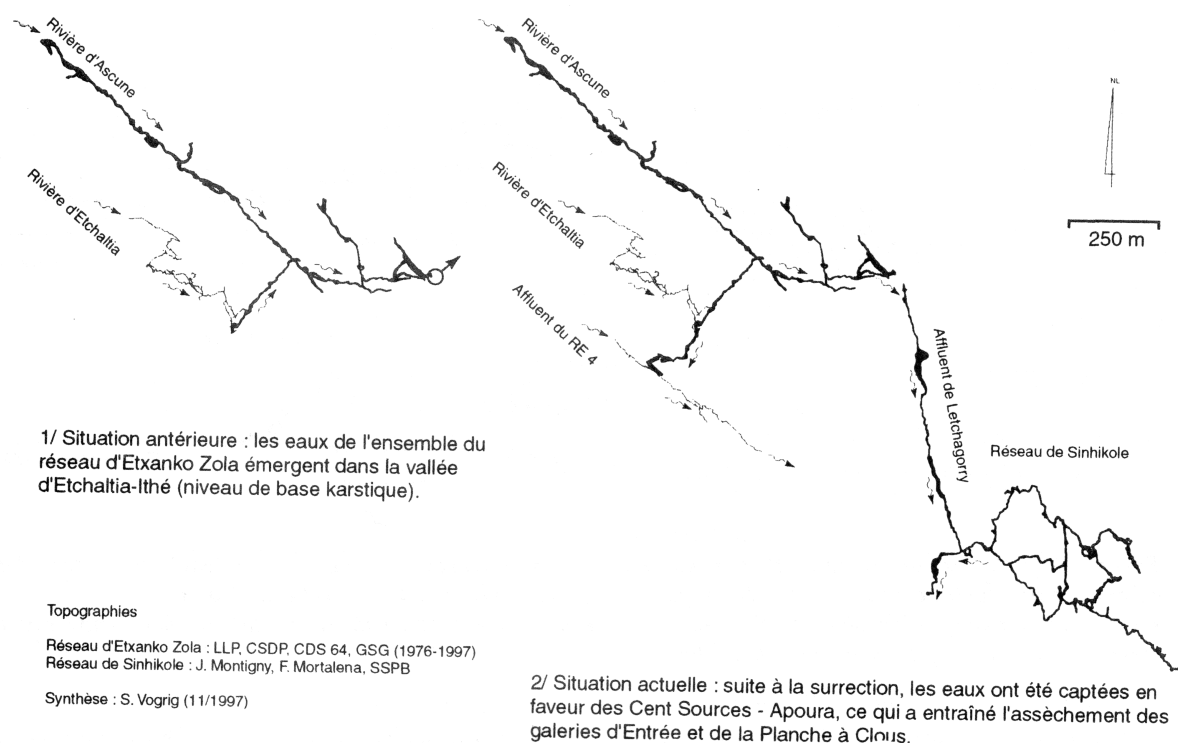 Rivière d'Ascune
Rivière d'Etchaltia
1/ Situation antérieure : les eaux de l'ensemble du
réseau d'Etxanko Zola émergent dans la vallée
d'Etchaltia-Ithé (niveau de base karstique).
Topographies
Réseau d'Etxanko Zola : LLP, CSDP, CDS 64, GSG (1976-1997)
Réseau de Sinhikole : J. Montigny, F. Mortalena, SSPB
Synthèse : S. Vogrig (11/1997)
Rivière d'Ascune
Rivière d'Etchaltia
Affluent du RE 4
Affluent de Letchagorry
Réseau de Sinhikole
NL
250 m
2/ Situation actuelle : suite à la surrection, les eaux ont été captées en
faveur des Cent Sources - Apoura, ce qui a entraîné l'assèchement des
galeries d'Entrée et de la Planche à Clous.